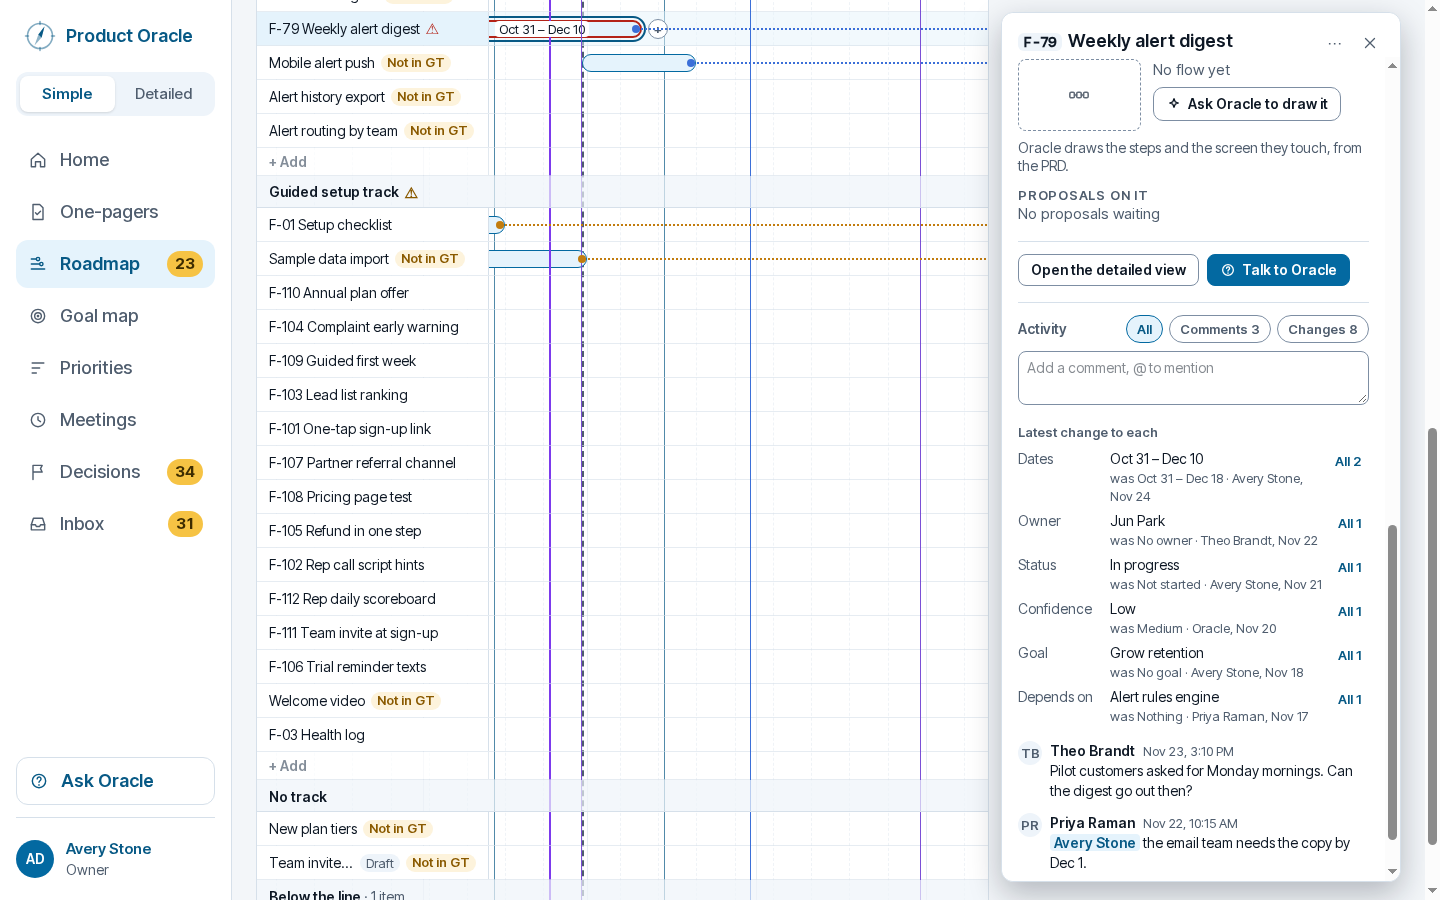 Product Oracle
Simple
Detailed
Home
One-pagers
Roadmap 23
Goal map
Priorities
Meetings
Decisions 34
Inbox 31
Ask Oracle
AD
Avery Stone
Owner
F-79 Weekly alert digest
Oct 31 – Dec 10
Mobile alert push Not in GT
Alert history export Not in GT
Alert routing by team Not in GT
+ Add
Guided setup track
F-01 Setup checklist
Sample data import Not in GT
F-110 Annual plan offer
F-104 Complaint early warning
F-109 Guided first week
F-103 Lead list ranking
F-101 One-tap sign-up link
F-107 Partner referral channel
F-108 Pricing page test
F-105 Refund in one step
F-102 Rep call script hints
F-112 Rep daily scoreboard
F-111 Team invite at sign-up
F-106 Trial reminder texts
Welcome video Not in GT
F-03 Health log
+ Add
No track
New plan tiers Not in GT
Team invite... Draft Not in GT
Below the line · 1 item
F-79 Weekly alert digest
No flow yet
Ask Oracle to draw it
Oracle draws the steps and the screen they touch, from
the PRD.
PROPOSALS ON IT
No proposals waiting
Open the detailed view
Talk to Oracle
Activity
All
Comments 3
Changes 8
Add a comment, @ to mention
Latest change to each
Dates Oct 31 – Dec 10 All 2
was Oct 31 – Dec 18 · Avery Stone,
Nov 24
Owner Jun Park All 1
was No owner · Theo Brandt, Nov 22
Status In progress All 1
was Not started · Avery Stone, Nov 21
Confidence Low All 1
was Medium · Oracle, Nov 20
Goal Grow retention All 1
was No goal · Avery Stone, Nov 18
Depends on Alert rules engine All 1
was Nothing · Priya Raman, Nov 17
TB Theo Brandt Nov 23, 3:10 PM
Pilot customers asked for Monday mornings. Can
the digest go out then?
PR Priya Raman Nov 22, 10:15 AM
Avery Stone the email team needs the copy by
Dec 1.